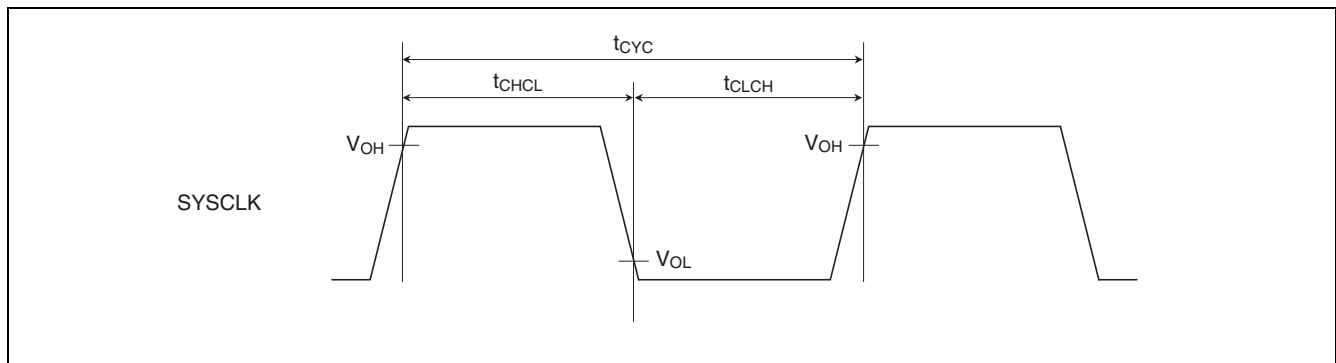 tCYC
tCHCL
tCLCH
VOH
VOH
SYSCLK
VOL